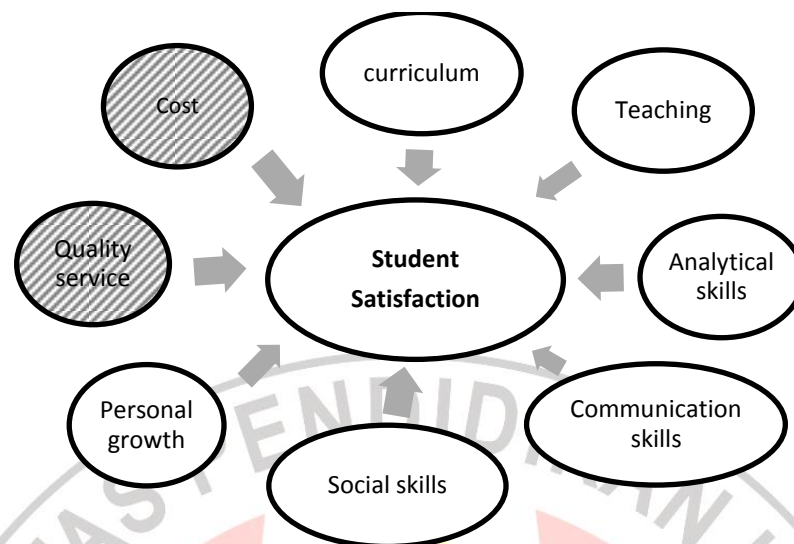 curriculum
Cost
Teaching
Quality
service
Student
Satisfaction
Analytical
skills
Personal
growth
Communication
skills
Social skills